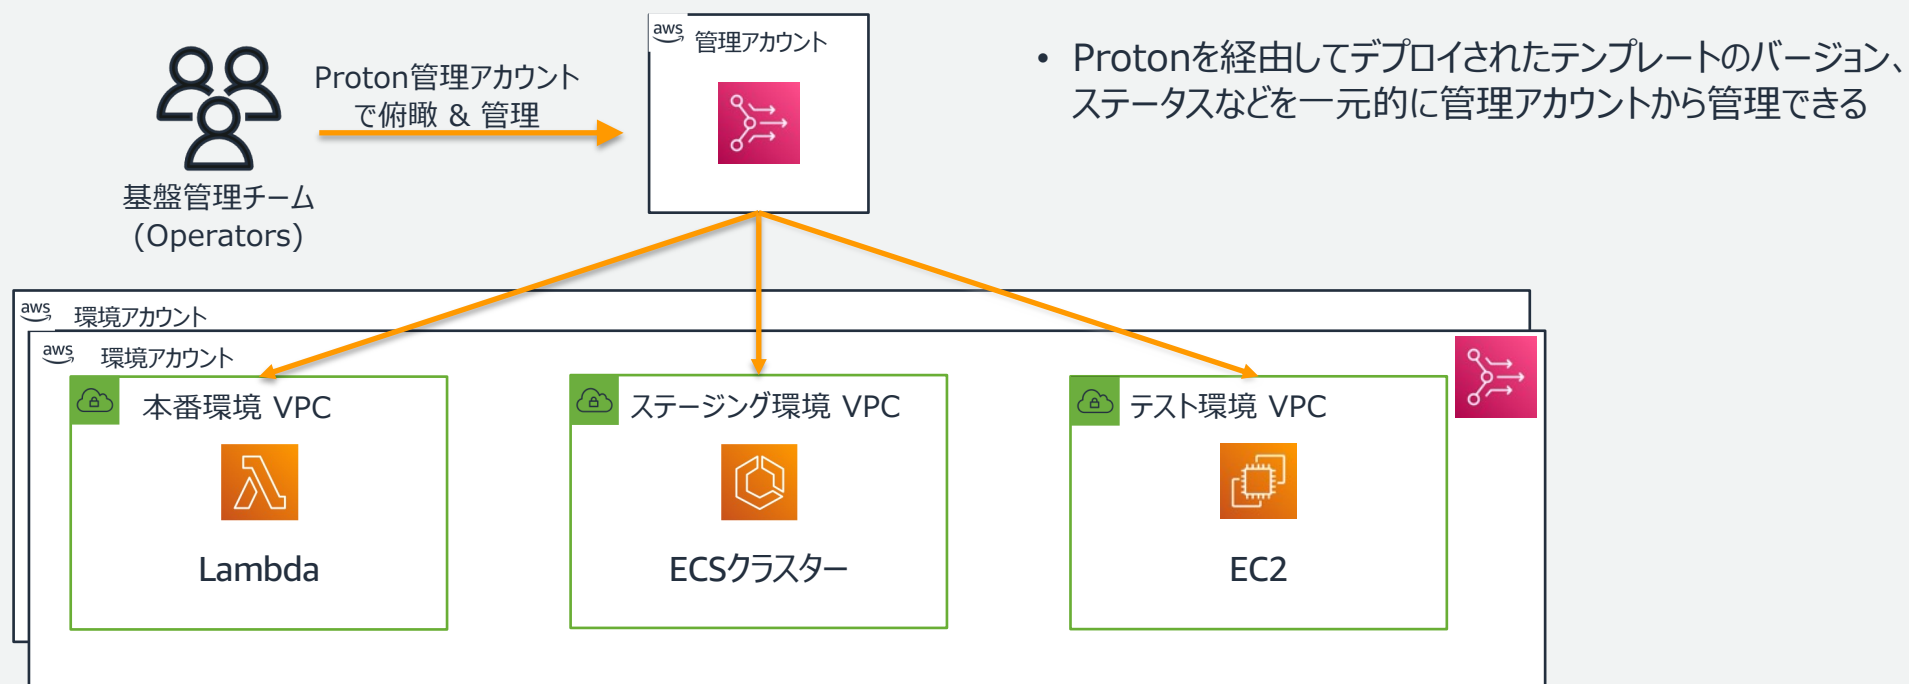 aws
管理アカウント
Proton管理アカウント
で俯瞰 & 管理
基盤管理チーム
(Operators)
• Protonを経由してデプロイされたテンプレートのバージョン、
ステータスなどを一元的に管理アカウントから管理できる
aws
環境アカウント
aws
環境アカウント
本番環境 VPC
ステージング環境 VPC
テスト環境 VPC
Lambda
ECSクラスター
EC2